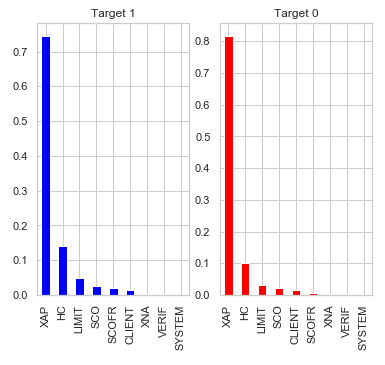 Target 1
0.7
0.6
0.5
0.4
0.3
0.2
0.1
0.0
XAP
HC
LIMIT
SCO
SCOFR
CLIENT
XNA
VERIF
SYSTEM
Target 0
0.8
0.7
0.6
0.5
0.4
0.3
0.2
0.1
0.0
XAP
HC
LIMIT
SCO
CLIENT
SCOFR
XNA
VERIF
SYSTEM